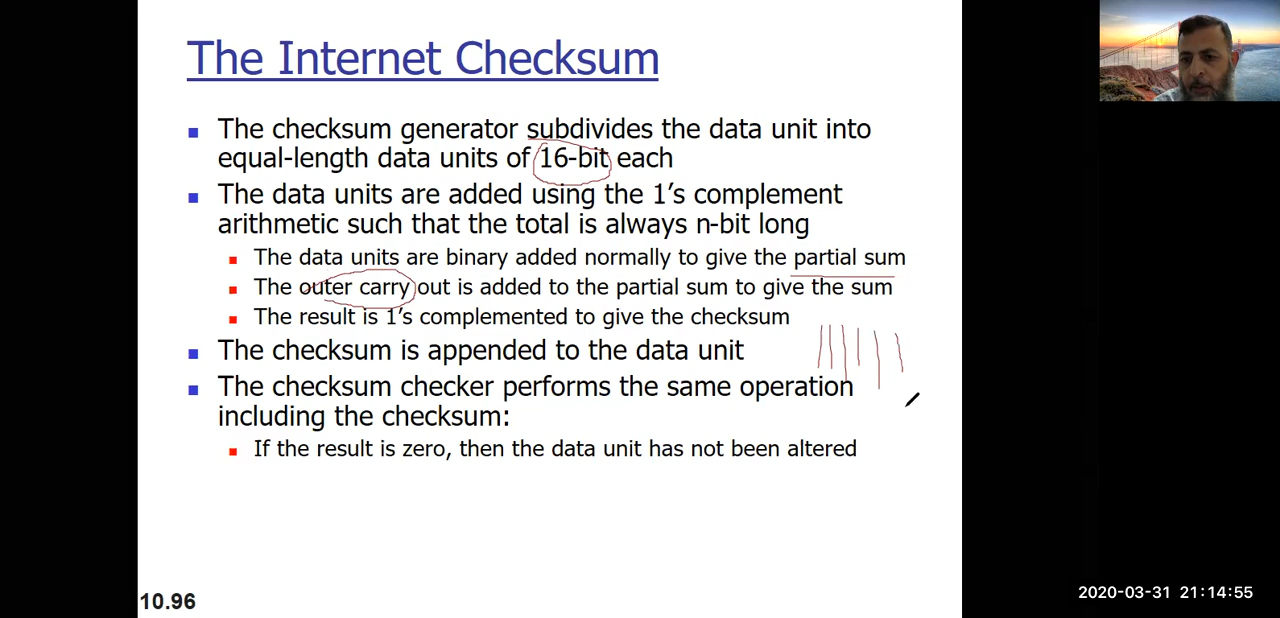 The Internet Checksum
The checksum generator subdivides the data unit into
equal-length data units of 16-bit each
The data units are added using the 1's complement
arithmetic such that the total is always n-bit long
The data units are binary added normally to give the partial sum
The outer carry out is added to the partial sum to give the sum
The result is 1's complemented to give the checksum
The checksum is appended to the data unit
The checksum checker performs the same operation
including the checksum:
If the result is zero, then the data unit has not been altered
10.96
2020-03-31 21:14:55